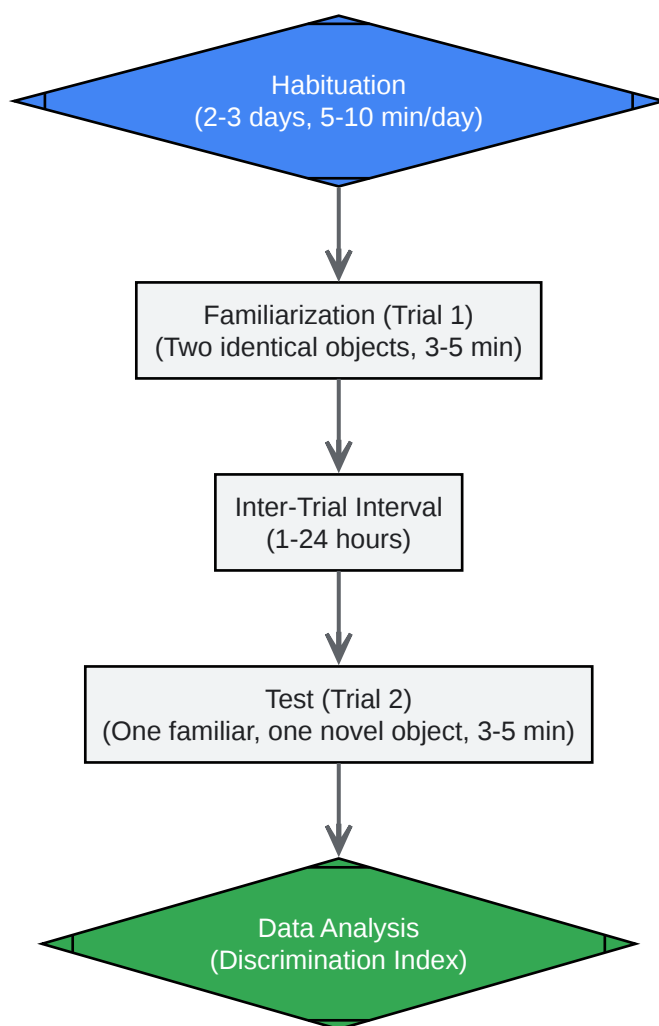 Habituation
(2-3 days, 5-10 min/day)
Familiarization (Trial 1)
(Two identical objects, 3-5 min)
Inter-Trial Interval
(1-24 hours)
Test (Trial 2)
(One familiar, one novel object, 3-5 min)
Data Analysis
(Discrimination Index)